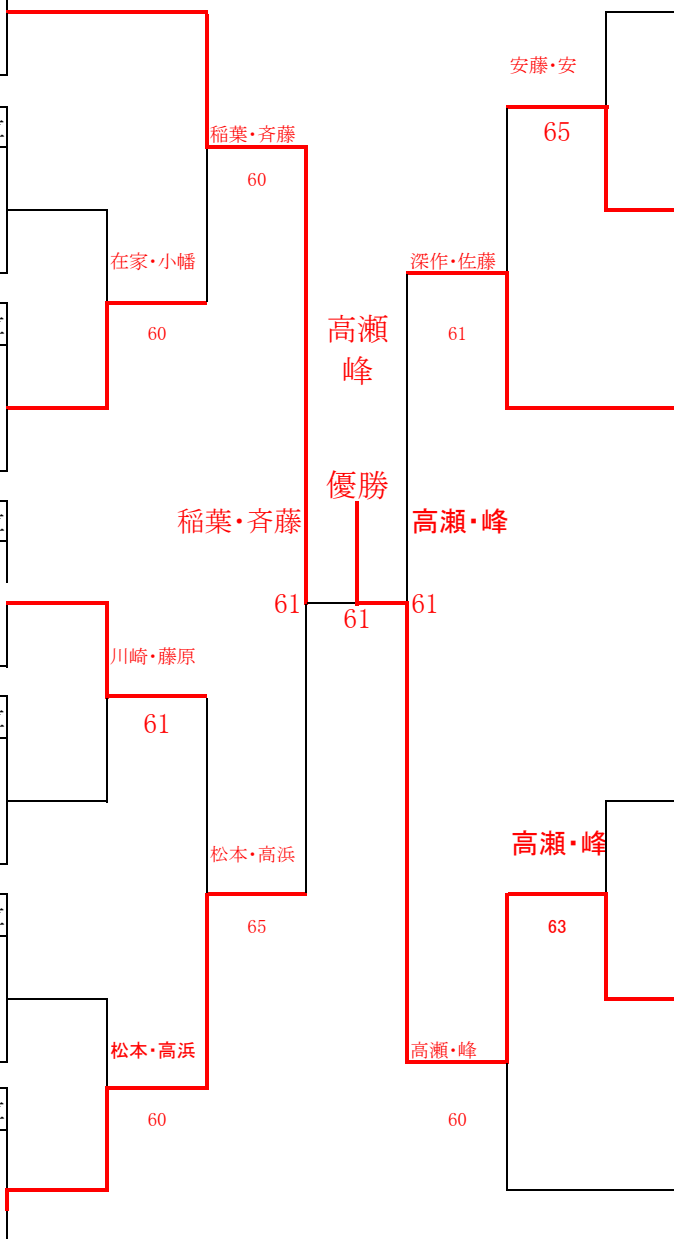 安藤・安
65
稲葉・斉藤
60
在家・小幡
60
深作・佐藤
61
高瀬
峰
優勝
稲葉・斉藤
高瀬・峰
61
61
61
川崎・藤原
61
高瀬・峰
63
松本・高浜
65
松本・高浜
60
高瀬・峰
60